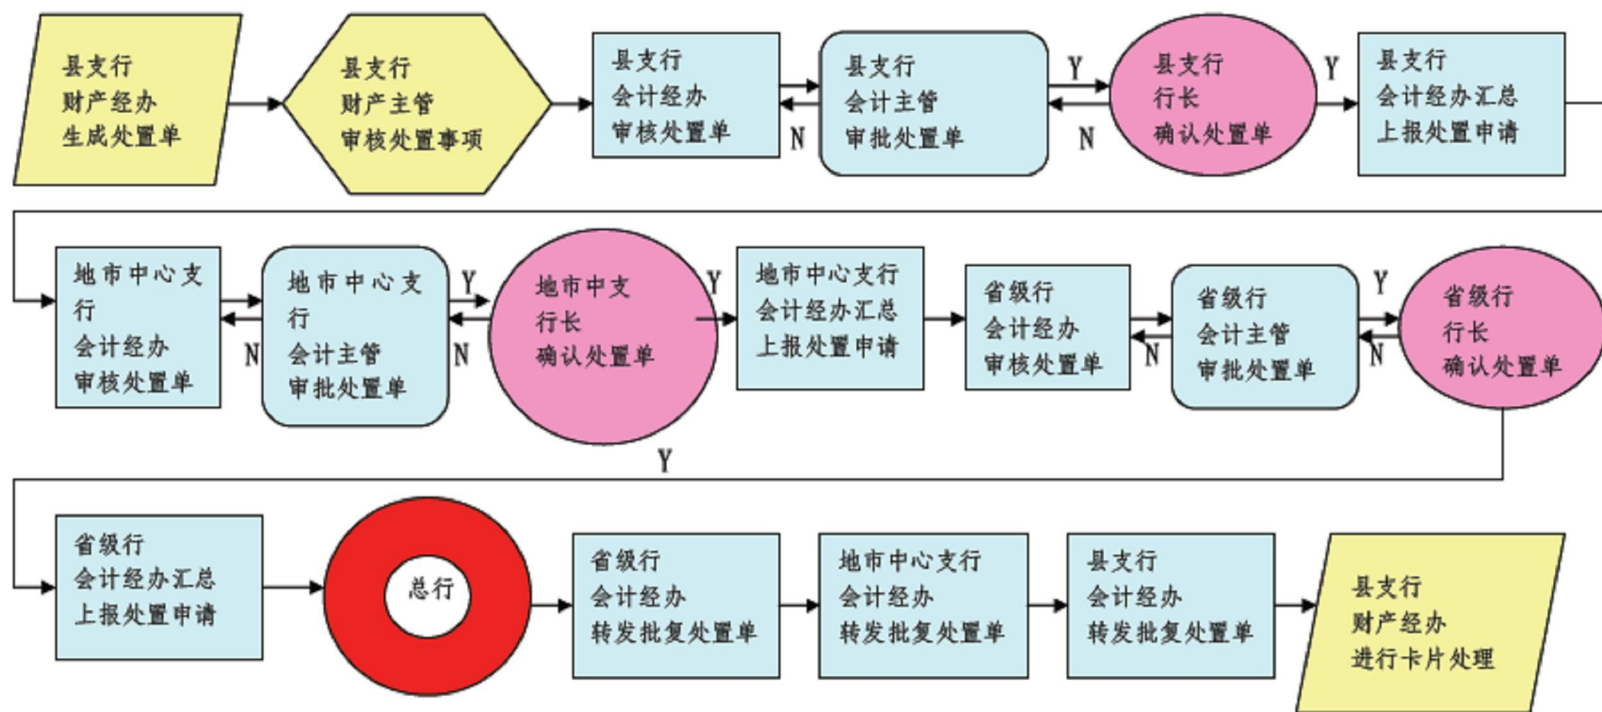 县支行
财产经办
生成处置单
县支行
财产主管
审核处置事项
县支行
会计经办
审核处置单
N
县支行
会计主管
审批处置单
Y
N
县支行
行长
确认处置单
Y
县支行
会计经办汇总
上报处置申请
地市中心支
行
会计经办
审核处置单
N
地市中心支
行
会计主管
审批处置单
Y
N
地市中支
行长
确认处置单
Y
地市中心支行
会计经办汇总
上报处置申请
省级行
会计经办
审核处置单
N
省级行
会计主管
审批处置单
Y
N
省级行
行长
确认处置单
Y
省级行
会计经办汇总
上报处置申请
总行
省级行
会计经办
转发批复处置单
地市中心支行
会计经办
转发批复处置单
县支行
会计经办
转发批复处置单
县支行
财产经办
进行卡片处理